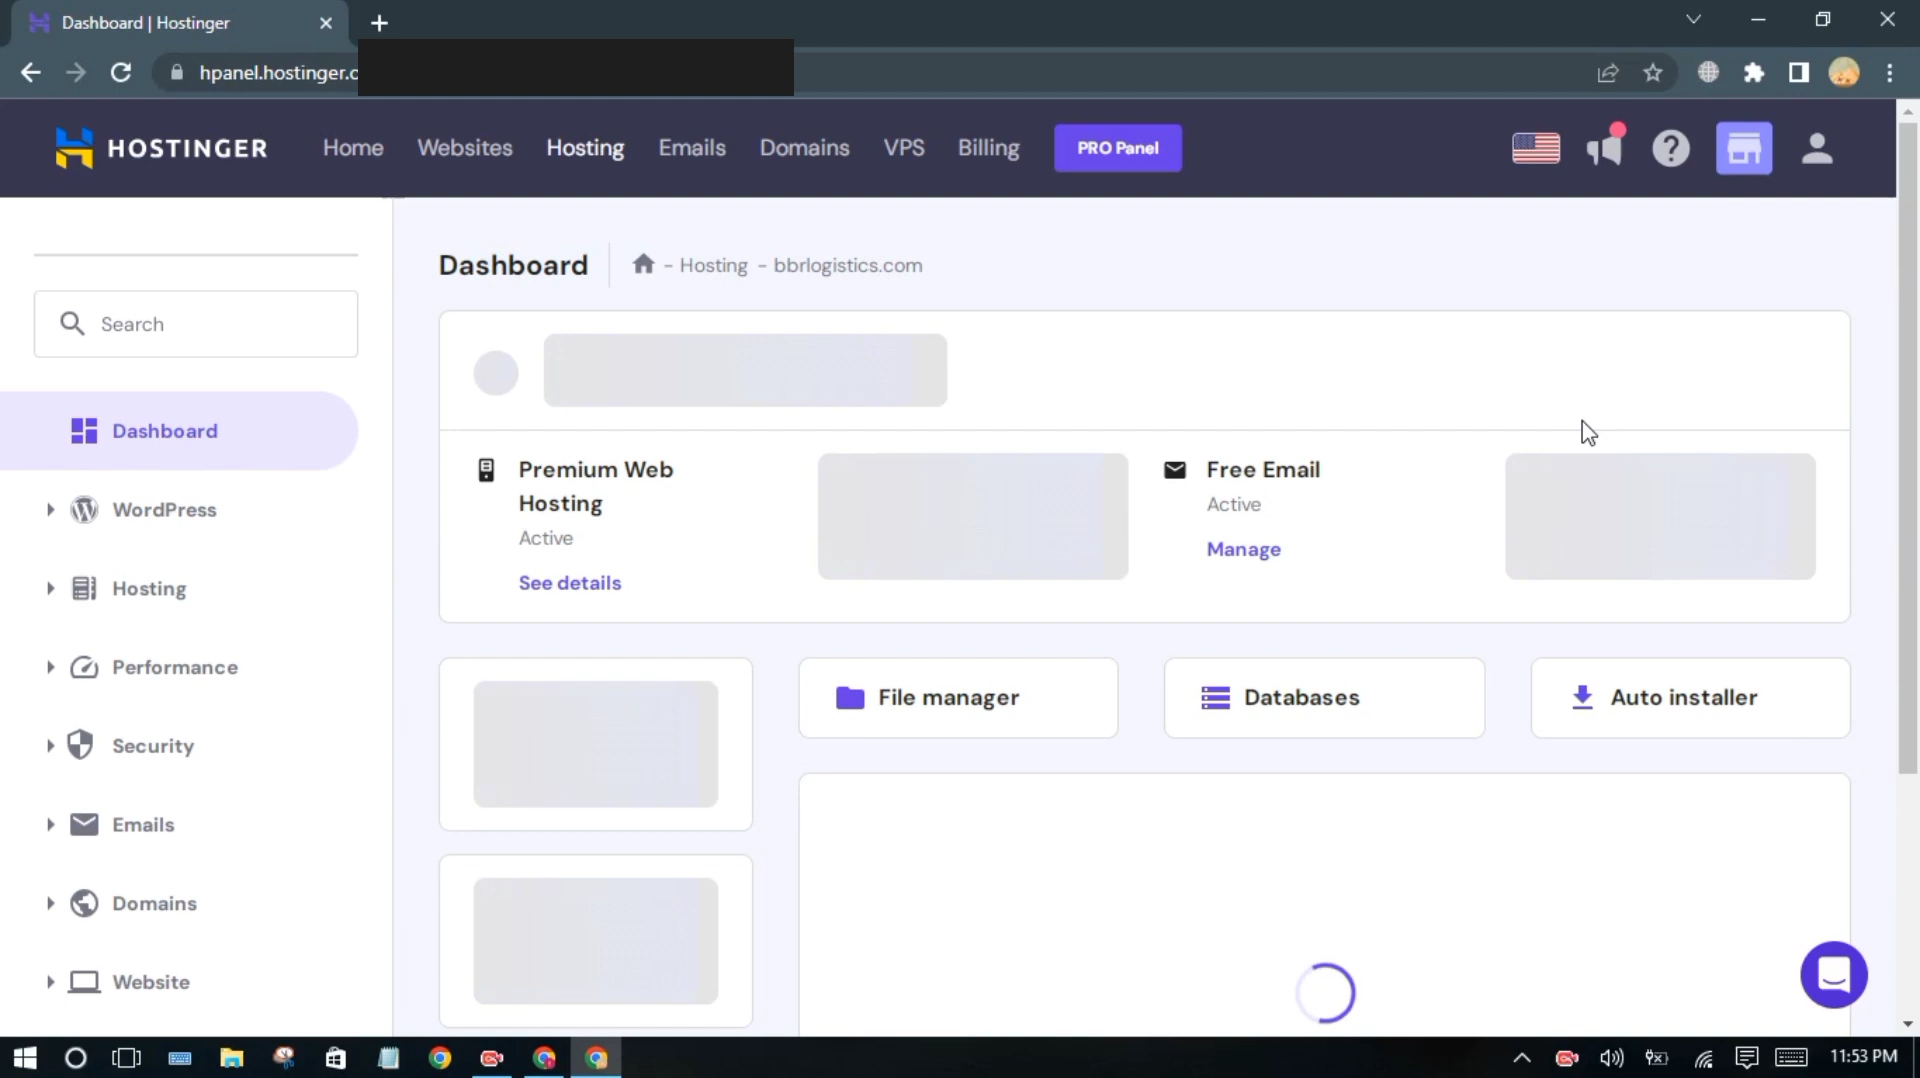 Dashboard | Hostinger
hpanel.hostinger.c
HOSTINGER
Home
Websites
Hosting
Emails
Domains
VPS
Billing
PRO Panel
Dashboard
- Hosting - bbrlogistics.com
Search
Dashboard
WordPress
Hosting
Performance
Security
Emails
Domains
Website
Premium Web
Hosting
Active
See details
Free Email
Active
Manage
File manager
Databases
Auto installer
11:53 PM